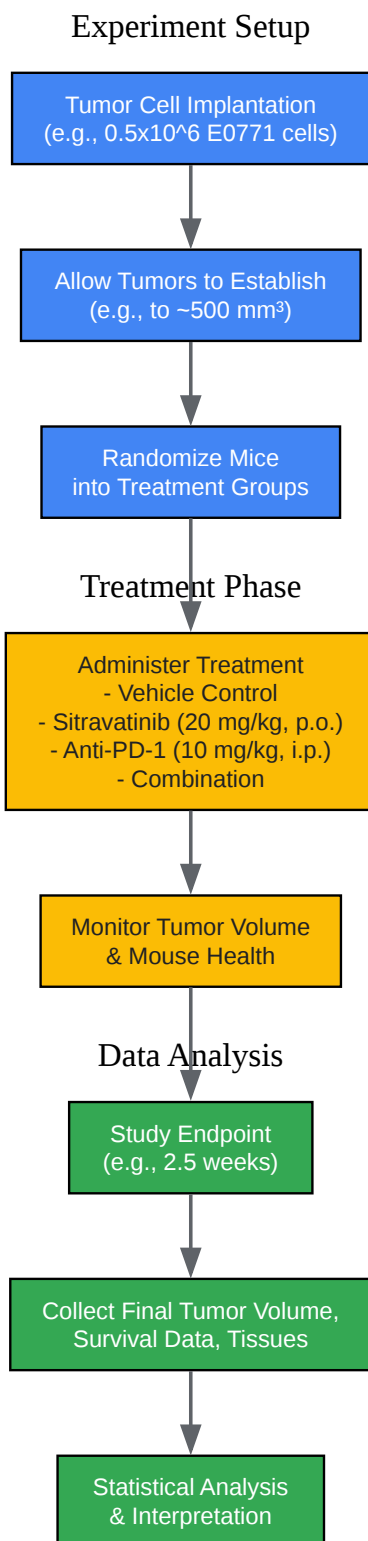 Experiment Setup
Tumor Cell Implantation
(e.g., 0.5x10^6 E0771 cells)
Allow Tumors to Establish
(e.g., to ~500 mm³)
Randomize Mice
into Treatment Groups
Treatment Phase
Administer Treatment
- Vehicle Control
- Sitravatinib (20 mg/kg, p.o.)
- Anti-PD-1 (10 mg/kg, i.p.)
- Combination
Monitor Tumor Volume
& Mouse Health
Data Analysis
Study Endpoint
(e.g., 2.5 weeks)
Collect Final Tumor Volume,
Survival Data, Tissues
Statistical Analysis
& Interpretation